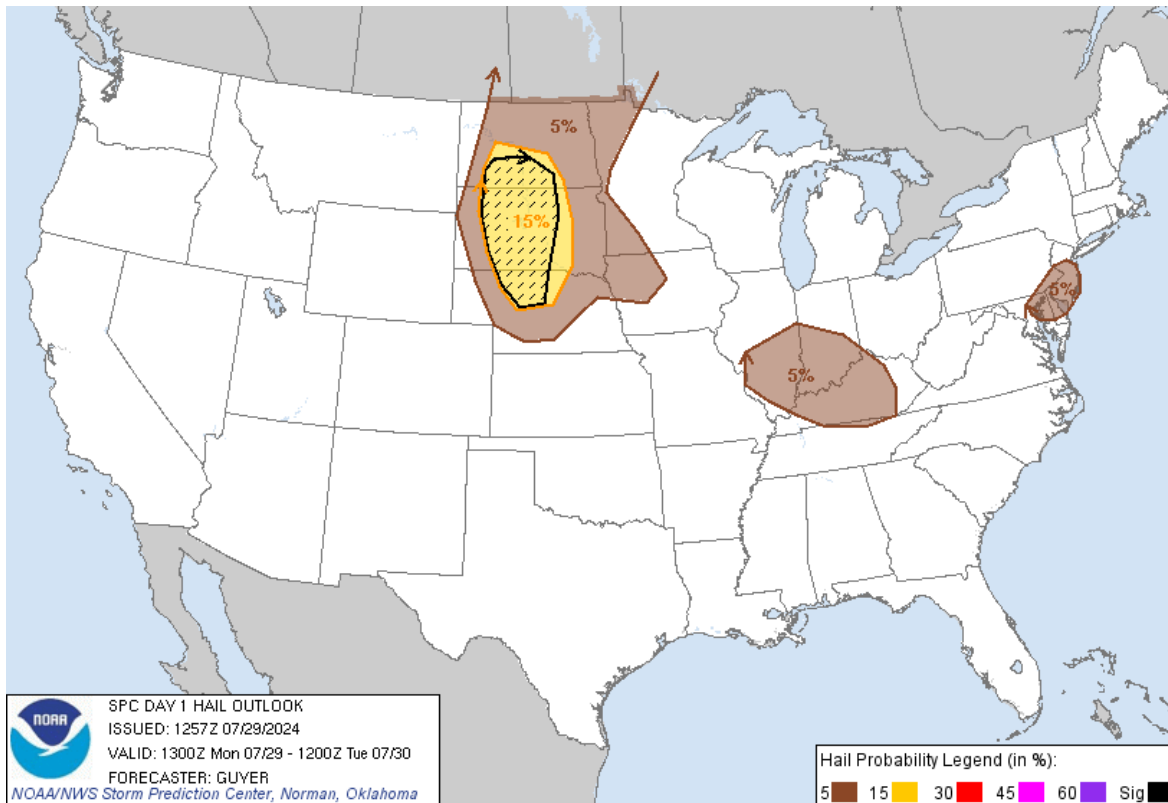 5%
15%
5%
5%
NOAA
SPC DAY 1 HAIL OUTLOOK
ISSUED: 1257Z 07/29/2024
VALID: 1300Z Mon 07/29 - 1200Z Tue 07/30
FORECASTER: GUYER
NOAA/NWS Storm Prediction Center, Norman, Oklahoma
Hail Probability Legend (in %):
5 15 30 45 60 Sig